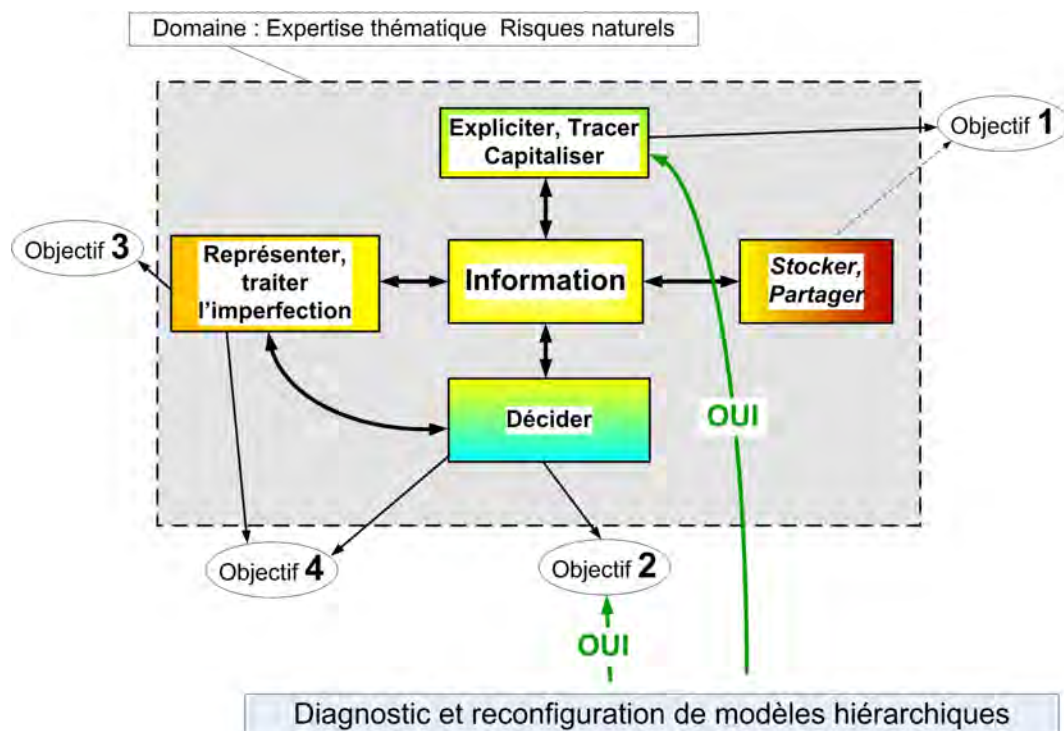 Domaine : Expertise thématique Risques naturels
Expliciter, Tracer
Capitaliser
Objectif 1
Objectif 3
Représenter,
traiter
l'imperfection
Information
Stocker,
Partager
Décider
OUI
Objectif 4
Objectif 2
OUI
Diagnostic et reconfiguration de modèles hiérarchiques